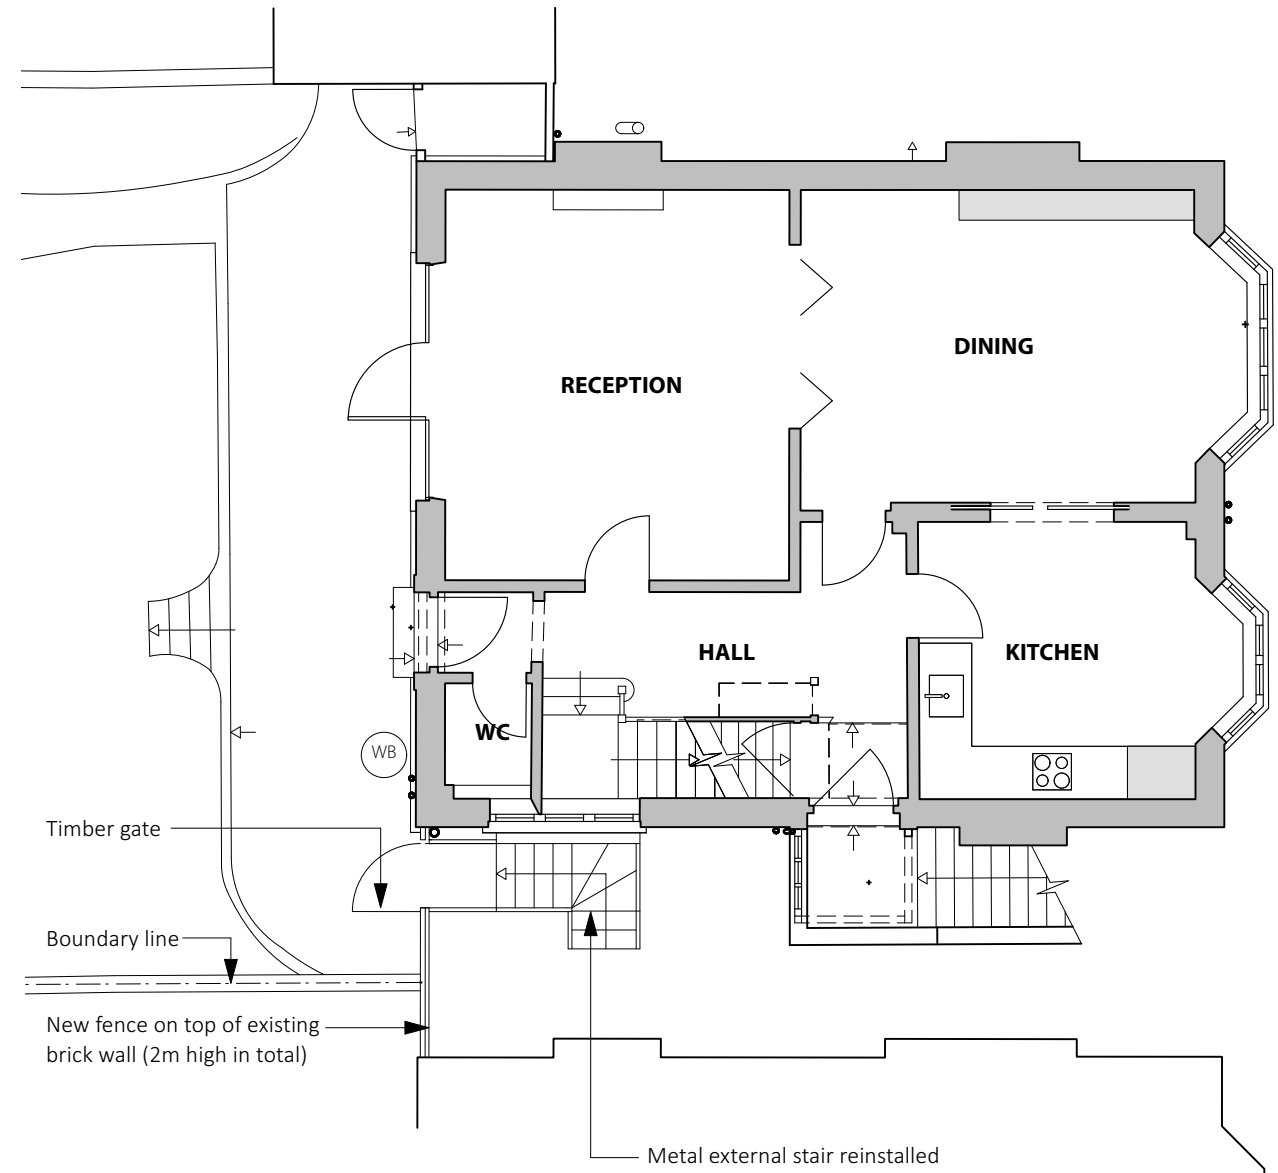 DINING
RECEPTION
HALL
KITCHEN
WC
WB
Timber gate
Boundary line
New fence on top of existing
brick wall (2m high in total)
Metal external stair reinstalled